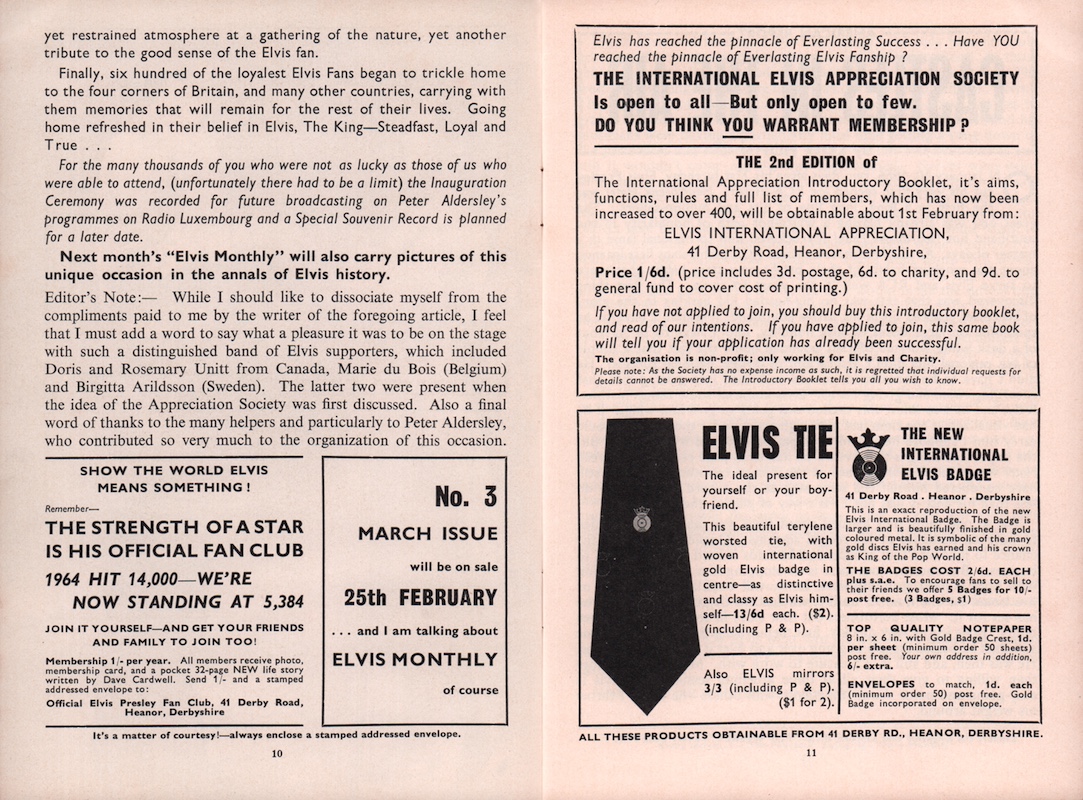 yet restrained atmosphere at a gathering of the nature, yet another
tribute to the good sense of the Elvis fan.
Finally, six hundred of the loyalest Elvis Fans began to trickle home
to the four corners of Britain, and many other countries, carrying with
them memories that will remain for the rest of their lives. Going
home refreshed in their belief in Elvis, The King—Steadfast, Loyal and
True . . .
For the many thousands of you who were not as lucky as those of us who
were able to attend, (unfortunately there had to be a limit) the Inauguration
Ceremony was recorded for future broadcasting on Peter Aldersley's
programmes on Radio Luxembourg and a Special Souvenir Record is planned
for a later date.
Next month's "Elvis Monthly" will also carry pictures of this
unique occasion in the annals of Elvis history.
Editor's Note:— While I should like to dissociate myself from the
compliments paid to me by the writer of the foregoing article, I feel
that I must add a word to say what a pleasure it was to be on the stage
with such a distinguished band of Elvis supporters, which included
Doris and Rosemary Unitt from Canada, Marie du Bois (Belgium)
and Birgitta Arildsson (Sweden). The latter two were present when
the idea of the Appreciation Society was first discussed. Also a final
word of thanks to the many helpers and particularly to Peter Aldersley,
who contributed so very much to the organization of this occasion.
SHOW THE WORLD ELVIS
MEANS SOMETHING !
Remember—
THE STRENGTH OF A STAR
IS HIS OFFICIAL FAN CLUB
1964 HIT 14,000—WE'RE
NOW STANDING AT 5,384
JOIN IT YOURSELF—AND GET YOUR FRIENDS
AND FAMILY TO JOIN TOO!
Membership 1/- per year. All members receive photo,
membership card, and a pocket 32-page NEW life story
written by Dave Cardwell. Send 1/- and a stamped
addressed envelope to:
Official Elvis Presley Fan Club, 41 Derby Road,
Heanor, Derbyshire
No. 3
MARCH ISSUE
will be on sale
25th FEBRUARY
. . . and I am talking about
ELVIS MONTHLY
of course
It's a matter of courtesy!—always enclose a stamped addressed envelope.
10
Elvis has reached the pinnacle of Everlasting Success . . . Have YOU
reached the pinnacle of Everlasting Elvis Fanship ?
THE INTERNATIONAL ELVIS APPRECIATION SOCIETY
Is open to all—But only open to few.
DO YOU THINK YOU WARRANT MEMBERSHIP ?
THE 2nd EDITION of
The International Appreciation Introductory Booklet, it's aims,
functions, rules and full list of members, which has now been
increased to over 400, will be obtainable about 1st February from:
ELVIS INTERNATIONAL APPRECIATION,
41 Derby Road, Heanor, Derbyshire,
Price 1/6d. (price includes 3d. postage, 6d. to charity, and 9d. to
general fund to cover cost of printing.)
If you have not applied to join, you should buy this introductory booklet,
and read of our intentions. If you have applied to join, this same book
will tell you if your application has already been successful.
The organisation is non-profit; only working for Elvis and Charity.
Please note: As the Society has no expense income as such, it is regretted that individual requests for
details cannot be answered. The Introductory Booklet tells you all you wish to know.
ELVIS TIE
The ideal present for
yourself or your boy-
friend.
This beautiful terylene
worsted tie, with
woven international
gold Elvis badge in
centre—as distinctive
and classy as Elvis him-
self—13/6d each. ($2).
(including P & P).
Also ELVIS mirrors
3/3 (including P & P).
($1 for 2).
THE NEW
INTERNATIONAL
ELVIS BADGE
41 Derby Road . Heanor . Derbyshire
This is an exact reproduction of the new
Elvis International Badge. The Badge is
larger and is beautifully finished in gold
coloured metal. It is symbolic of the many
gold discs Elvis has earned and his crown
as King of the Pop World.
THE BADGES COST 2/6d. EACH
plus s.a.e. To encourage fans to sell to
their friends we offer 5 Badges for 10/-
post free. (3 Badges, $1)
TOP QUALITY NOTEPAPER
8 in. x 6 in. with Gold Badge Crest, 1d.
per sheet (minimum order 50 sheets)
post free. Your own address in addition,
6/- extra.
ENVELOPES to match, 1d. each
(minimum order 50) post free. Gold
Badge incorporated on envelope.
ALL THESE PRODUCTS OBTAINABLE FROM 41 DERBY RD., HEANOR, DERBYSHIRE.
11